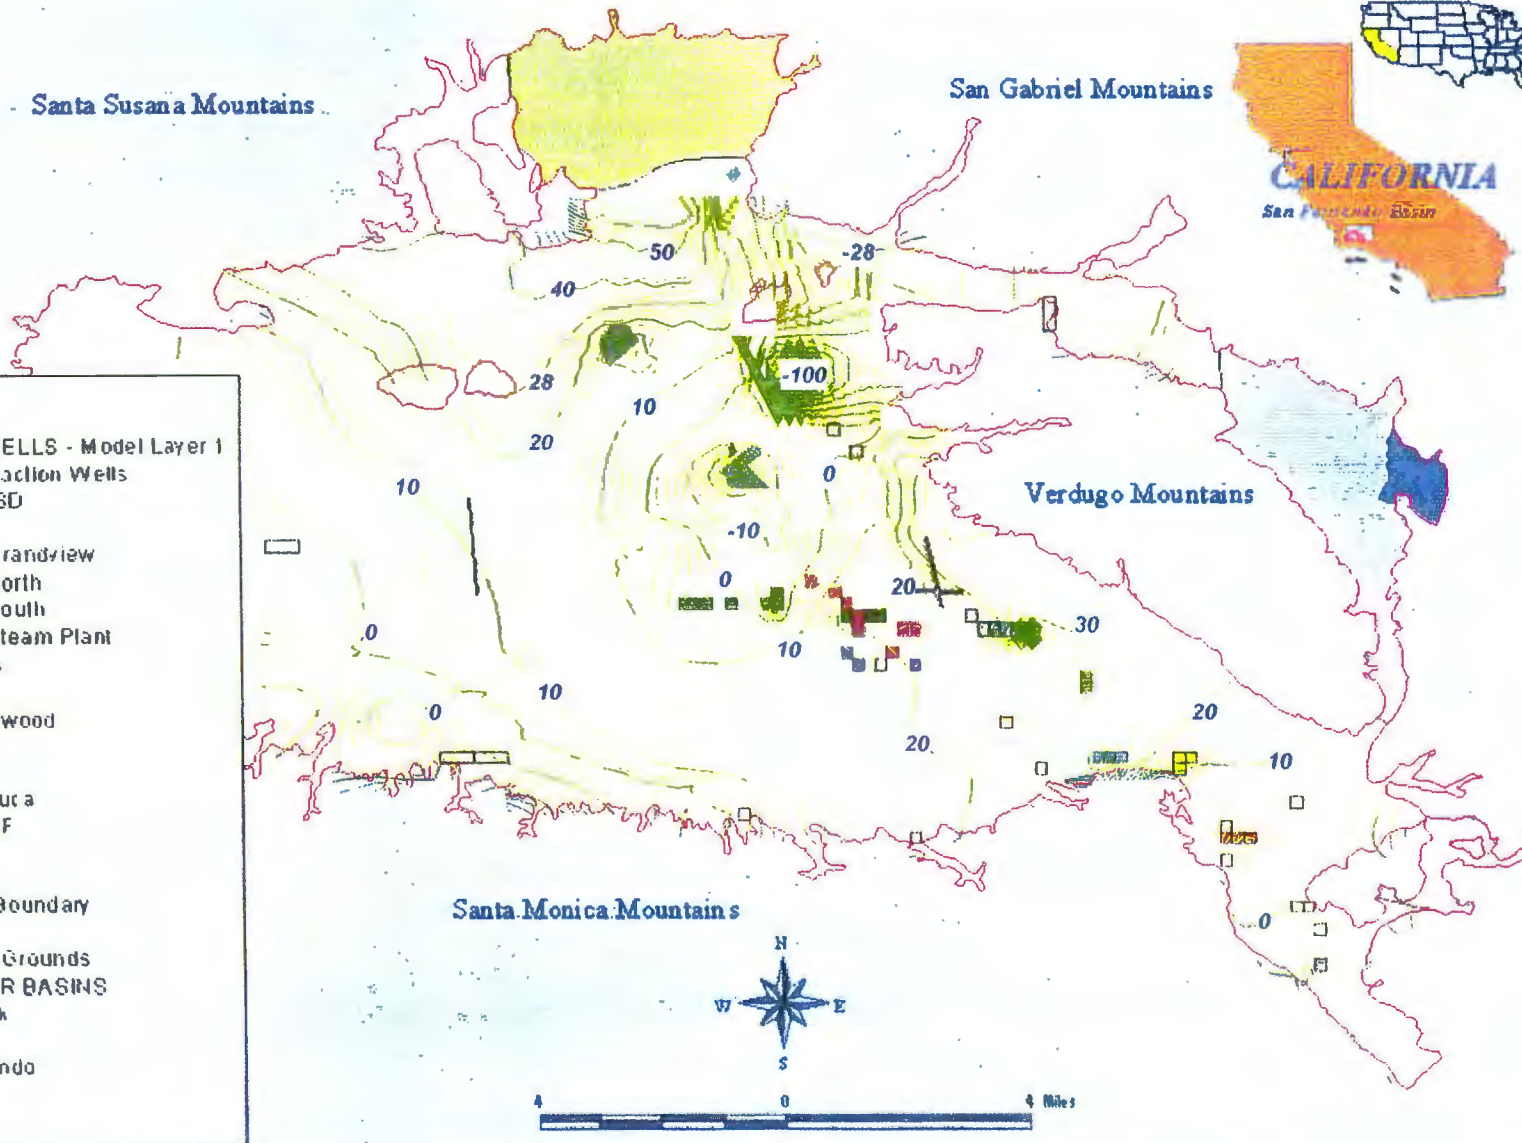 Santa Susana Mountains
San Gabriel Mountains
CALIFORNIA
San Fernando Basin
50
-28
40
-100
28
10
20
0
10
Verdugo Mountains
-10
0
20
30
0
10
10
0
20
20
10
ELLS - Model Layer 1
action Wells
BD
randview
orth
outh
team Plant
s
wood
uca
F
Boundary
Grounds
R BASINS
k
ndo
Santa Monica Mountains
0
N
W E
S
4 0 4 Miles